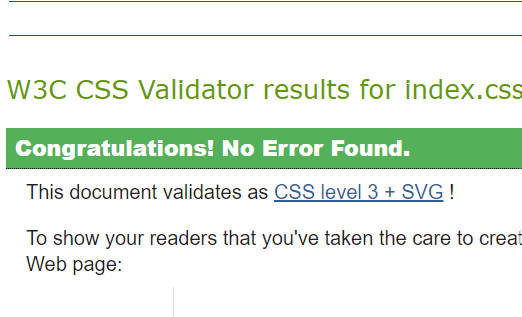 W3C CSS Validator results for index.css
Congratulations! No Error Found.
This document validates as CSS level 3 + SVG !
To show your readers that you've taken the care to creat
Web page: